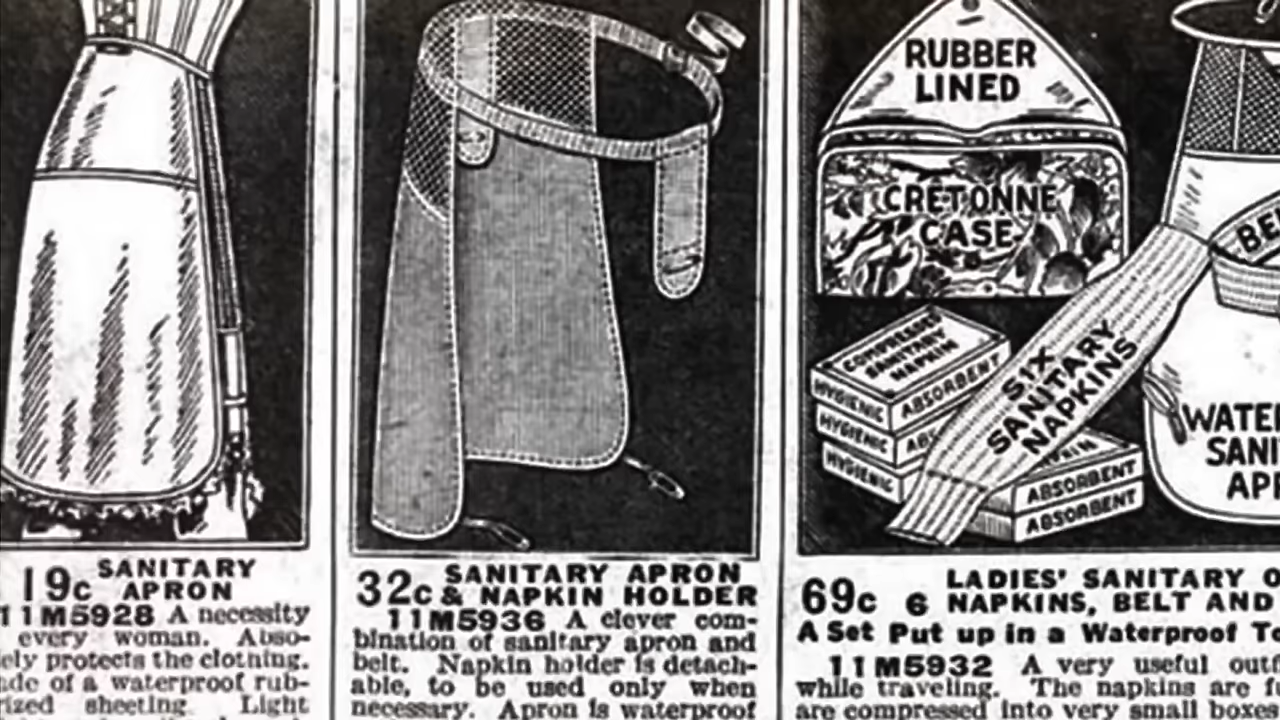 RUBBER
LINED
CRETONNE
CASE
COMPRESSED
SANITARY
NAPKIN
HYGIENIC
ABSORBENT
HYGIENIC
HYGIENIC
SIX
SANITARY
NAPKINS
ABSORBENT
ABSORBENT
19c SANITARY
APRON
11M5928 A necessity
every woman. Abso-
ely protects the clothing.
ade of a waterproof rub-
rized sheeting Light
32c SANITARY APRON
& NAPKIN HOLDER
11M5936 A clever com-
bination of sanitary apron and
belt. Napkin holder is detach-
able, to be used only when
necessary. Apron is waterproof
69c LADIES' SANITARY O
6 NAPKINS, BELT AND
A Set Put up in a Waterproof
11M5932 A very useful outf
while traveling. The napkins are fu
are compressed into very small boxes